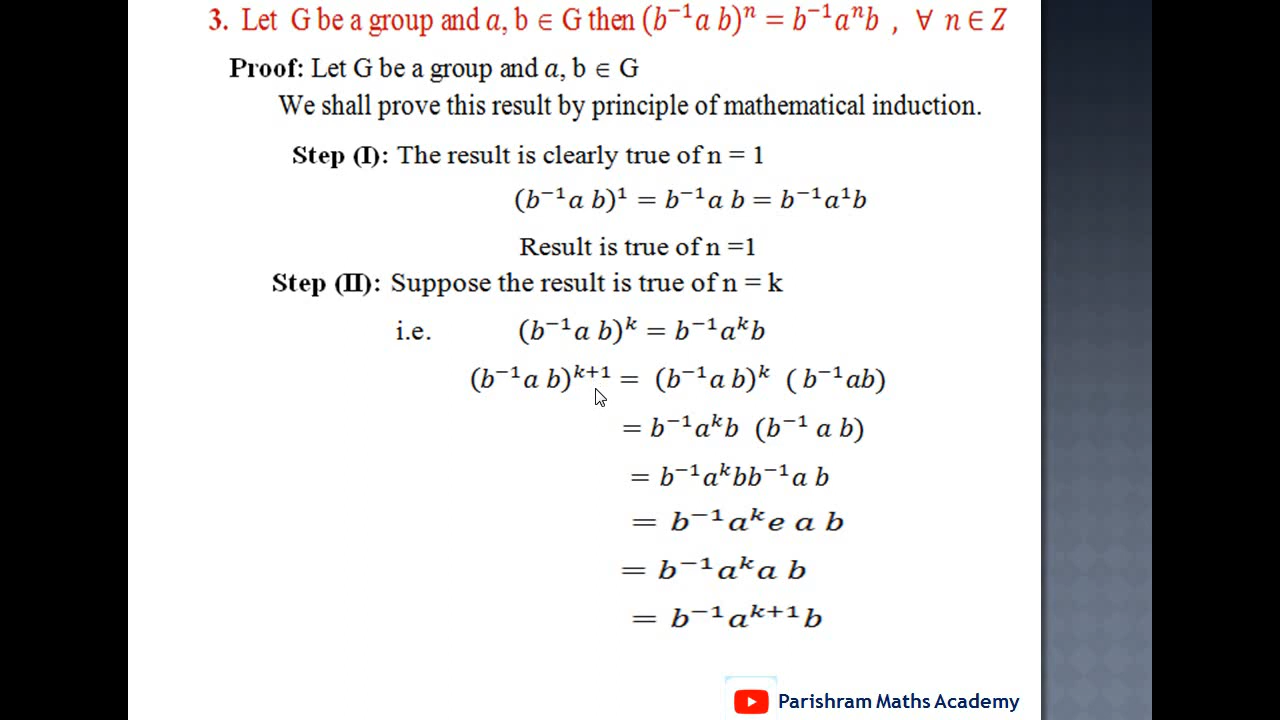 3. Let G be a group and a, b ∈ G then (b⁻¹a b)ⁿ = b⁻¹aⁿb , ∀ n ∈ Z
Proof: Let G be a group and a, b ∈ G
We shall prove this result by principle of mathematical induction.
Step (I): The result is clearly true of n = 1
(b⁻¹a b)¹ = b⁻¹a b = b⁻¹a¹b
Result is true of n =1
Step (II): Suppose the result is true of n = k
i.e. (b⁻¹a b)ᵏ = b⁻¹aᵏb
(b⁻¹a b)ᵏ⁺¹ = (b⁻¹a b)ᵏ ( b⁻¹ab)
= b⁻¹aᵏb (b⁻¹ a b)
= b⁻¹aᵏbb⁻¹a b
= b⁻¹aᵏe a b
= b⁻¹aᵏa b
= b⁻¹aᵏ⁺¹b
Parishram Maths Academy